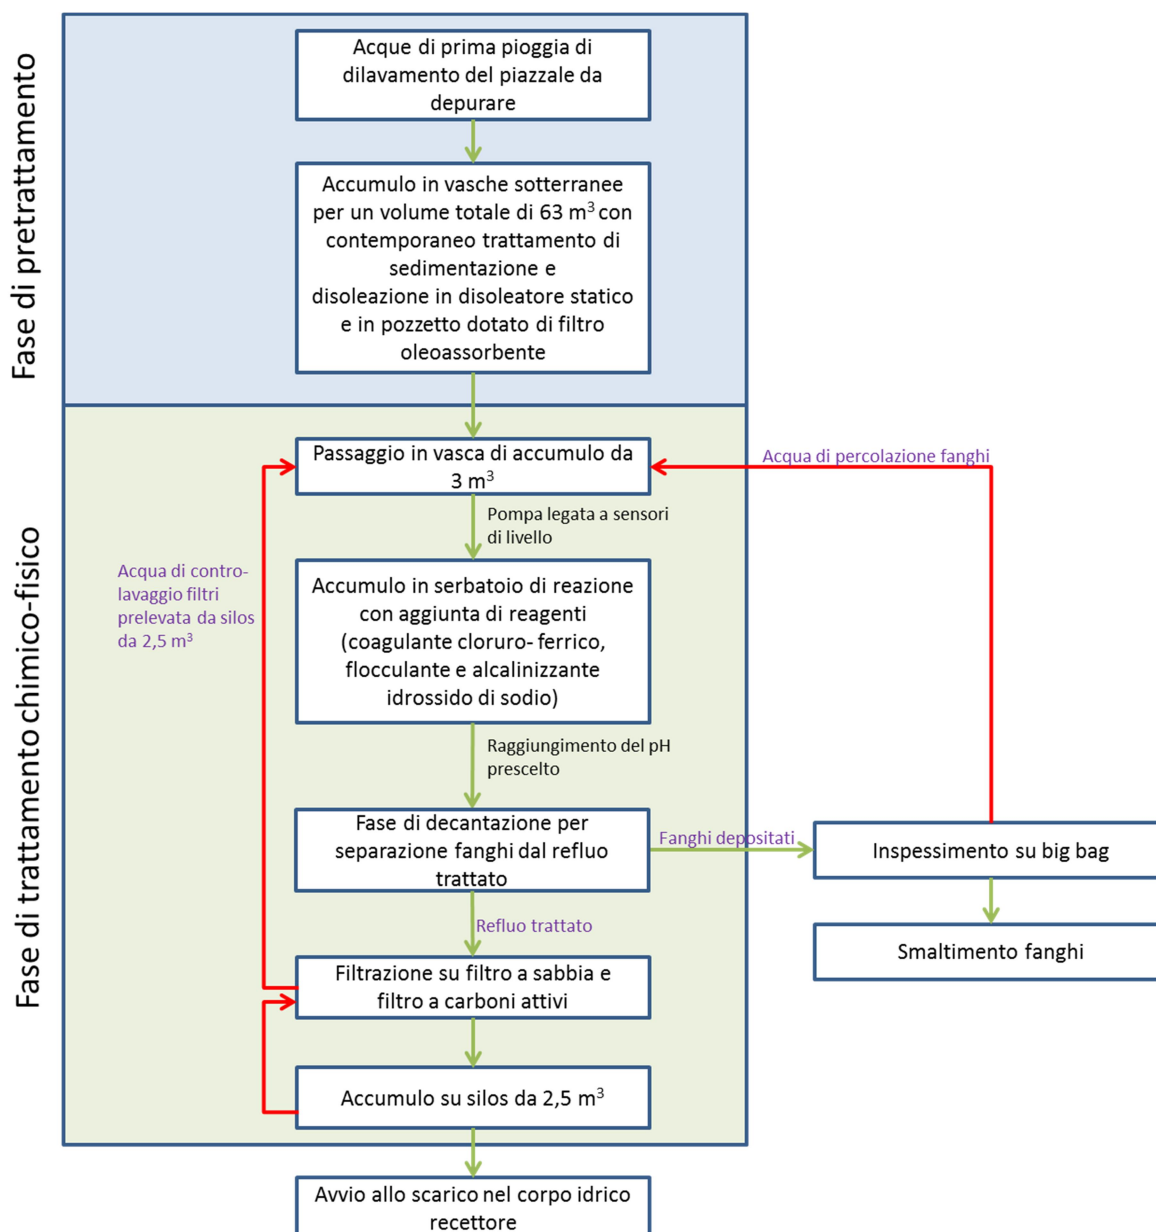 Fase di pretrattamento
Acque di prima pioggia di
dilavamento del piazzale da
depurare
Accumulo in vasche sotterranee
per un volume totale di 63 m³ con
contemporaneo trattamento di
sedimentazione e
disoleazione in disoleatore statico
e in pozzetto dotato di filtro
oleoassorbente
Fase di trattamento chimico-fisico
Passaggio in vasca di accumulo da
3 m³
Acqua di percolazione fanghi
Pompa legata a sensori
di livello
Acqua di contro-
lavaggio filtri
prelevata da silos
da 2,5 m³
Accumulo in serbatoio di reazione
con aggiunta di reagenti
(coagulante cloruro- ferrico,
flocculante e alcalinizzante
idrossido di sodio)
Raggiungimento del pH
prescelto
Fase di decantazione per
separazione fanghi dal refluo
trattato
Fanghi depositati
Inspessimento su big bag
Refluo trattato
Smaltimento fanghi
Filtrazione su filtro a sabbia e
filtro a carboni attivi
Accumulo su silos da 2,5 m³
Avvio allo scarico nel corpo idrico
recettore